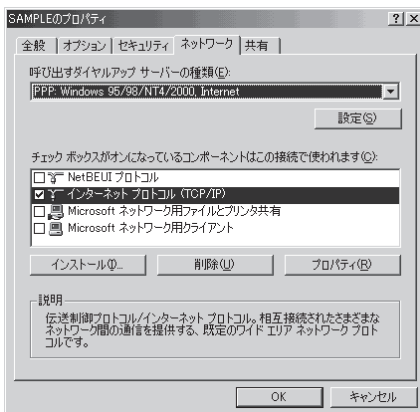 SAMPLEのプロパティ
全般 オプション セキュリティ ネットワーク 共有
呼び出すダイヤルアップ サーバーの種類(E):
PPP: Windows 95/98/NT4/2000, Internet
設定(S)
チェック ボックスがオンになっているコンポーネントはこの接続で使われます(C):
NetBEUI プロトコル
インターネット プロトコル (TCP/IP)
Microsoft ネットワーク用ファイルとプリンタ共有
Microsoft ネットワーク用クライアント
インストール(I)... 削除(U) プロパティ(R)
説明
伝送制御プロトコル/インターネット プロトコル。相互接続されたさまざまな
ネットワーク間の通信を提供する、既定のワイド エリア ネットワーク プロト
コルです。
OK キャンセル